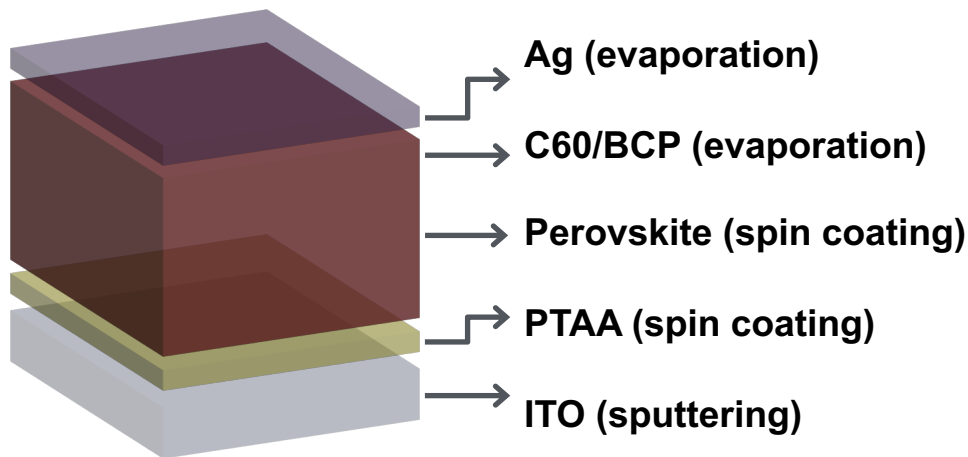 Ag (evaporation)
C60/BCP (evaporation)
Perovskite (spin coating)
PTAA (spin coating)
ITO (sputtering)